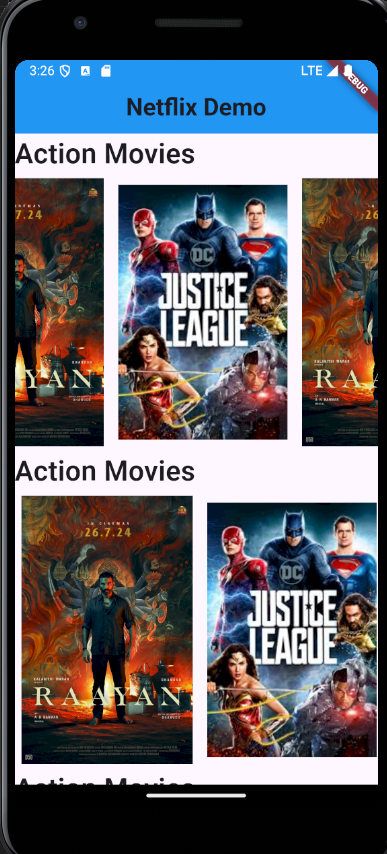 3:26
LTE
DEBUG
Netflix Demo
Action Movies
7.24
YAN
DC
JUSTICE
LEAGUE
26
RA
Action Movies
IN CINEMAS
26.7.24
RAAYAN
DC
JUSTICE
LEAGUE
Action Movies